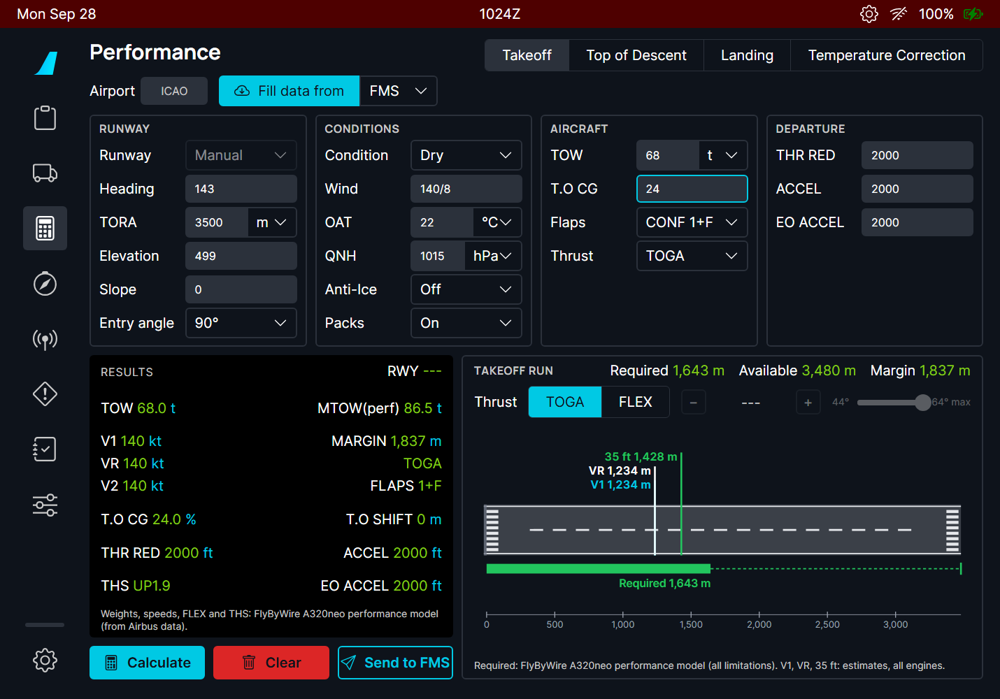 Mon Sep 28
1024Z
100%
Performance
Takeoff
Top of Descent
Landing
Temperature Correction
Airport
ICAO
Fill data from
FMS
RUNWAY
Runway
Manual
Heading
143
TORA
3500
m
Elevation
499
Slope
0
Entry angle
90°
CONDITIONS
Condition
Dry
Wind
140/8
OAT
22
°C
QNH
1015
hPa
Anti-Ice
Off
Packs
On
AIRCRAFT
TOW
68
t
T.O CG
24
Flaps
CONF 1+F
Thrust
TOGA
DEPARTURE
THR RED
2000
ACCEL
2000
EO ACCEL
2000
RESULTS
RWY ---
TOW 68.0 t
MTOW(perf) 86.5 t
V1 140 kt
MARGIN 1,837 m
VR 140 kt
TOGA
V2 140 kt
FLAPS 1+F
T.O CG 24.0 %
T.O SHIFT 0 m
THR RED 2000 ft
ACCEL 2000 ft
THS UP1.9
EO ACCEL 2000 ft
Weights, speeds, FLEX and THS: FlyByWire A320neo performance model
(from Airbus data).
Calculate
Clear
Send to FMS
TAKEOFF RUN
Required 1,643 m
Available 3,480 m
Margin 1,837 m
Thrust
TOGA
FLEX
−
---
+
44°
64° max
35 ft 1,428 m
VR 1,234 m
V1 1,234 m
Required 1,643 m
0
500
1,000
1,500
2,000
2,500
3,000
Required: FlyByWire A320neo performance model (all limitations). V1, VR, 35 ft: estimates, all engines.